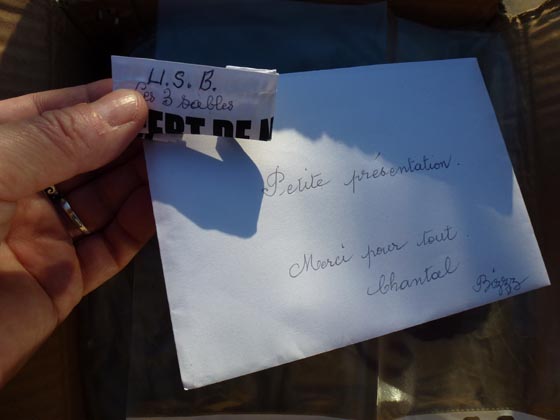 U.S.B.
Les 3 sables
Petite présentation.
Merci pour tout.
Chantal
Bizzz